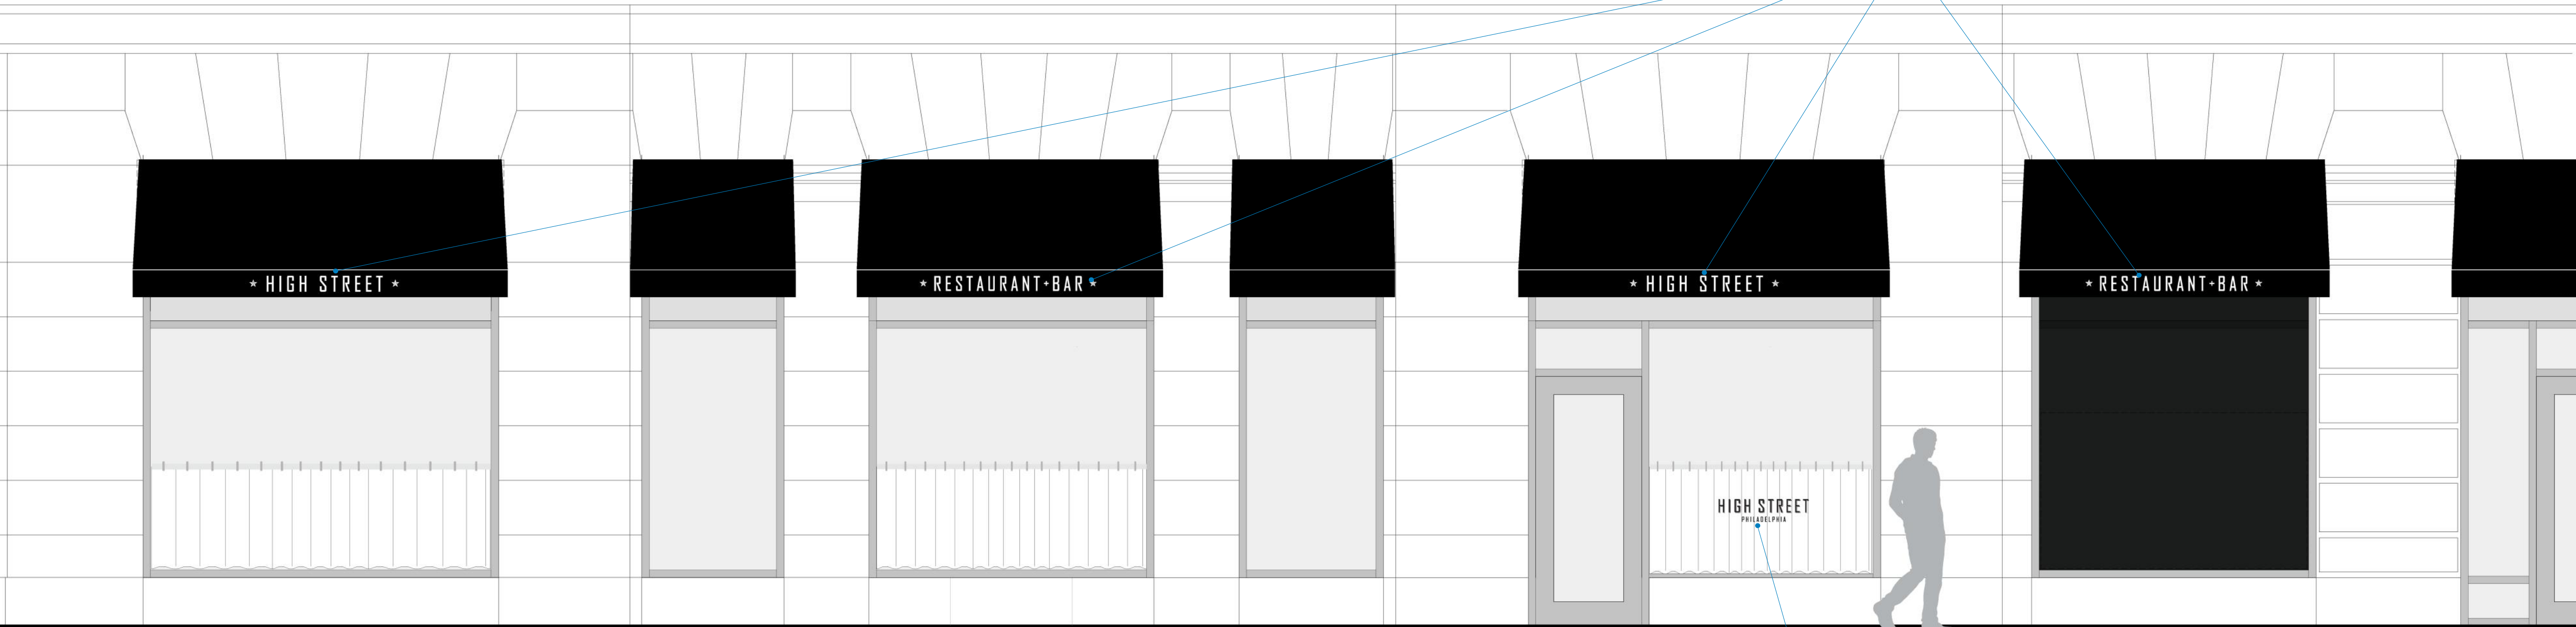 ★ HIGH STREET ★
★ RESTAURANT+BAR ★
★ HIGH STREET ★
★ RESTAURANT+BAR ★
HIGH STREET
PHILADELPHIA